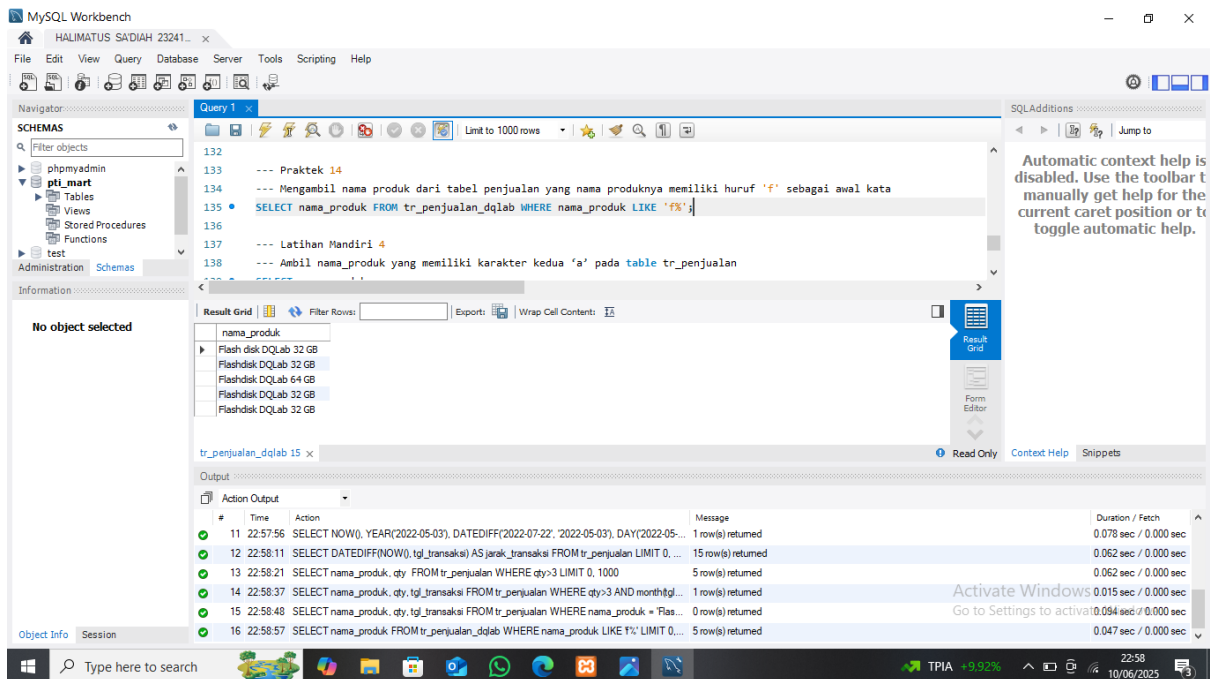 MySQL Workbench
HALIMATUS SA'DIAH 23241... ×
File Edit View Query Database Server Tools Scripting Help
Navigator
SCHEMAS
Filter objects
phpmyadmin
pti_mart
Tables
Views
Stored Procedures
Functions
test
Administration Schemas
Information
No object selected
Object Info Session
Query 1 ×
Limit to 1000 rows
132
133 --- Praktek 14
134 --- Mengambil nama produk dari tabel penjualan yang nama produknya memiliki huruf 'f' sebagai awal kata
135 SELECT nama_produk FROM tr_penjualan_dqlab WHERE nama_produk LIKE 'f%';
136
137 --- Latihan Mandiri 4
138 --- Ambil nama_produk yang memiliki karakter kedua ‘a’ pada table tr_penjualan
Result Grid Filter Rows: Export: Wrap Cell Content:
nama_produk
Flash disk DQLab 32 GB
Flashdisk DQLab 32 GB
Flashdisk DQLab 64 GB
Flashdisk DQLab 32 GB
Flashdisk DQLab 32 GB
Result
Grid
Form
Editor
tr_penjualan_dqlab 15 ×
Read Only
SQLAdditions
Jump to
Automatic context help is
disabled. Use the toolbar t
manually get help for the
current caret position or to
toggle automatic help.
Context Help Snippets
Output
Action Output
# Time Action Message Duration / Fetch
11 22:57:56 SELECT NOW(), YEAR('2022-05-03'), DATEDIFF('2022-07-22', '2022-05-03'), DAY('2022-05-... 1 row(s) returned 0.078 sec / 0.000 sec
12 22:58:11 SELECT DATEDIFF(NOW(), tgl_transaksi) AS jarak_transaksi FROM tr_penjualan LIMIT 0, ... 15 row(s) returned 0.062 sec / 0.000 sec
13 22:58:21 SELECT nama_produk, qty FROM tr_penjualan WHERE qty>3 LIMIT 0, 1000 5 row(s) returned 0.062 sec / 0.000 sec
14 22:58:37 SELECT nama_produk, qty, tgl_transaksi FROM tr_penjualan WHERE qty>3 AND month(tgl... 1 row(s) returned 0.015 sec / 0.000 sec
15 22:58:48 SELECT nama_produk, qty, tgl_transaksi FROM tr_penjualan WHERE nama_produk = 'Flas... 0 row(s) returned 0.094 sec / 0.000 sec
16 22:58:57 SELECT nama_produk FROM tr_penjualan_dqlab WHERE nama_produk LIKE 'f%' LIMIT 0,... 5 row(s) returned 0.047 sec / 0.000 sec
Activate Windows
Go to Settings to activate Windows.
Type here to search
TPIA +9,92%
22:58
10/06/2025
3